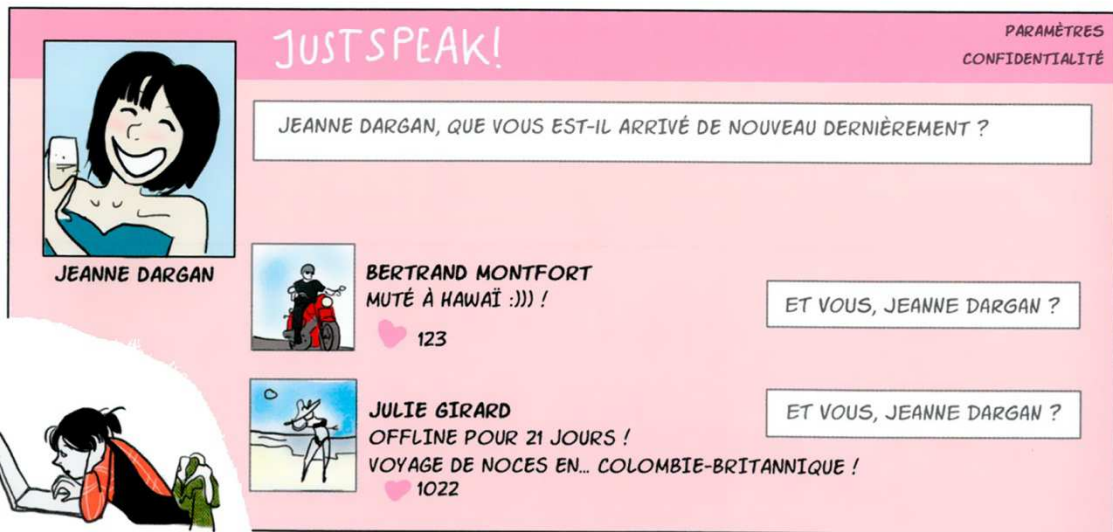 JUST SPEAK!
PARAMÈTRES
CONFIDENTIALITÉ
JEANNE DARGAN, QUE VOUS EST-IL ARRIVÉ DE NOUVEAU DERNIÈREMENT ?
JEANNE DARGAN
BERTRAND MONTFORT
MUTÉ À HAWAÏ :))) !
123
ET VOUS, JEANNE DARGAN ?
JULIE GIRARD
OFFLINE POUR 21 JOURS !
VOYAGE DE NOCES EN... COLOMBIE-BRITANNIQUE !
1022
ET VOUS, JEANNE DARGAN ?